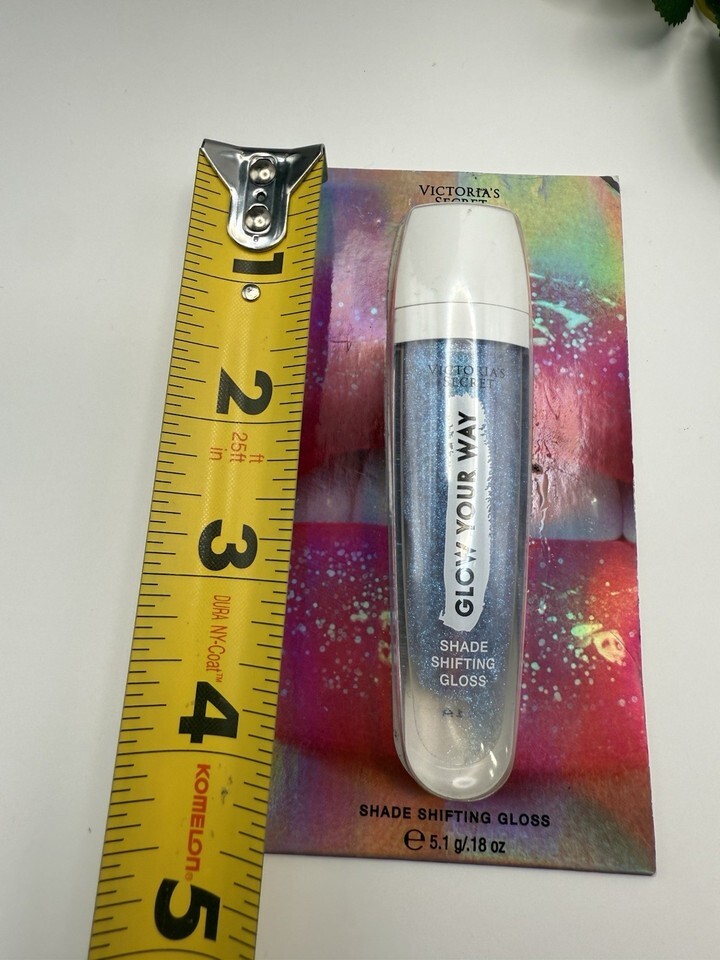 VICTORIA'S
SECRET
VICTORIA'S
SECRET
GLOW YOUR WAY
SHADE
SHIFTING
GLOSS
SHADE SHIFTING GLOSS
℮ 5.1 g/.18 oz
1
2
ft
25ft
in
3
DURA NY-Coat™
4
KOMELON®
5